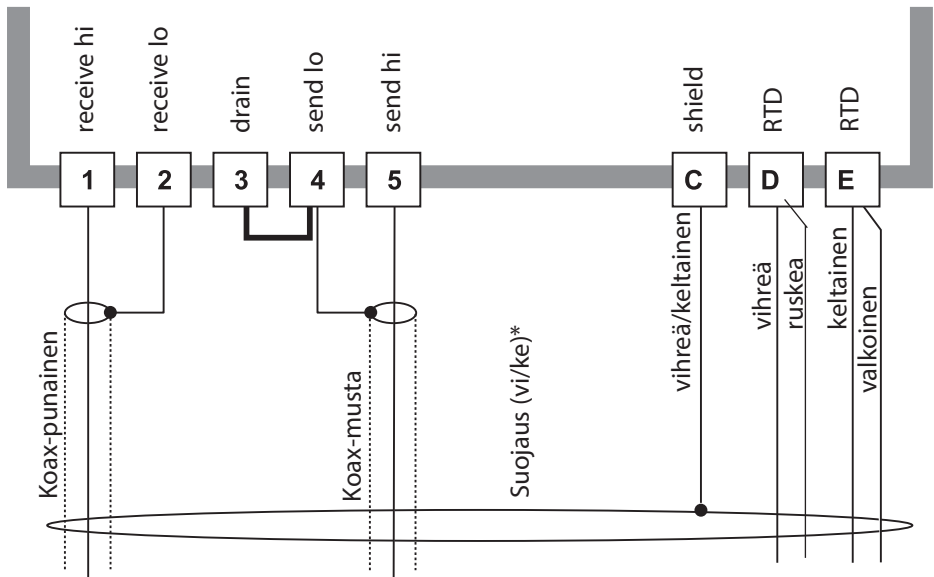 receive hi
receive lo
drain
send lo
send hi
shield
RTD
RTD
1
2
3
4
5
C
D
E
Koax-punainen
Koax-musta
Suojaus (vi/ke)*
vihreä/keltainen
vihreä
ruskea
keltainen
valkoinen